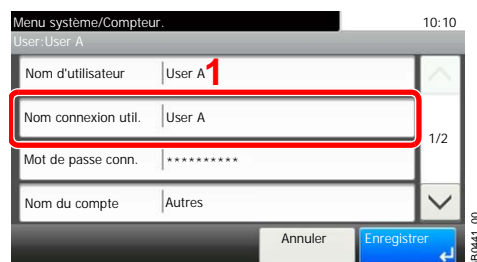 Menu système/Compteur.
10:10
User:User A
Nom d'utilisateur User A
1
Nom connexion util. User A
1/2
Mot de passe conn. **********
Nom du compte Autres
Annuler Enregistrer
B0441_00